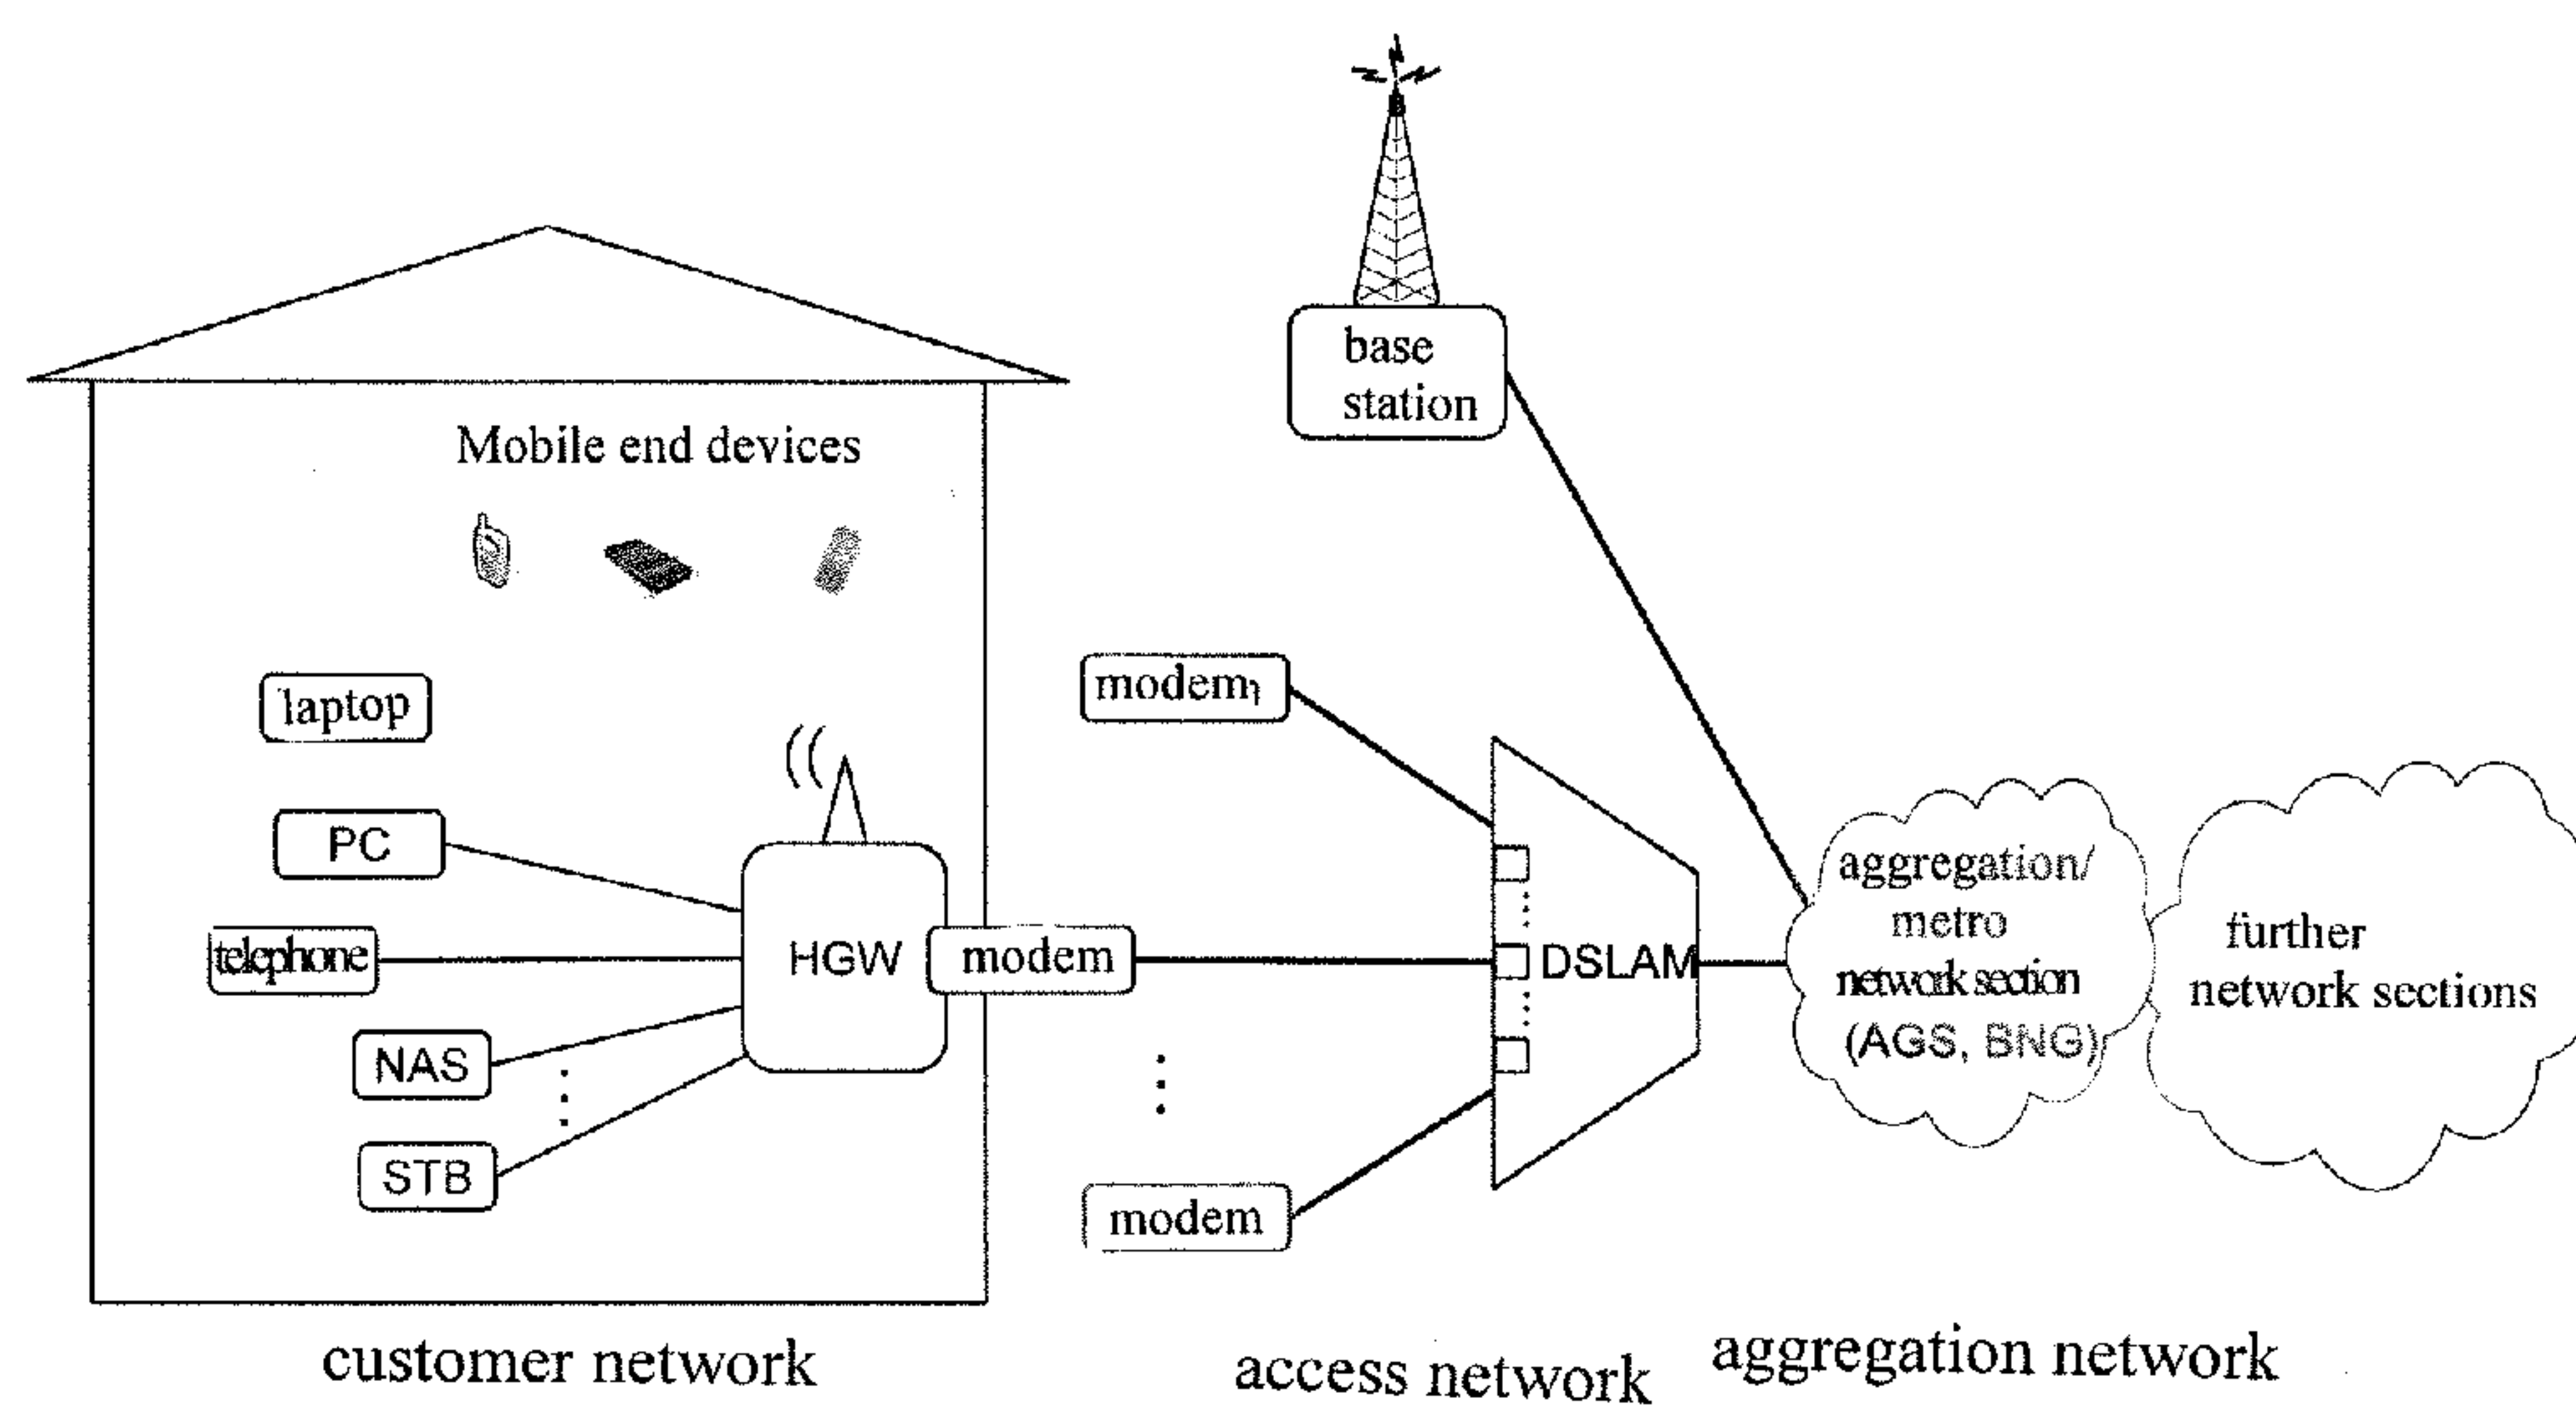 base
station
Mobile end devices
laptop
modem
PC
telephone
HGW
modem
DSLAM
NAS
STB
modem
aggregation/
metro
network section
(AGS, BNG)
further
network sections
customer network
access network
aggregation network